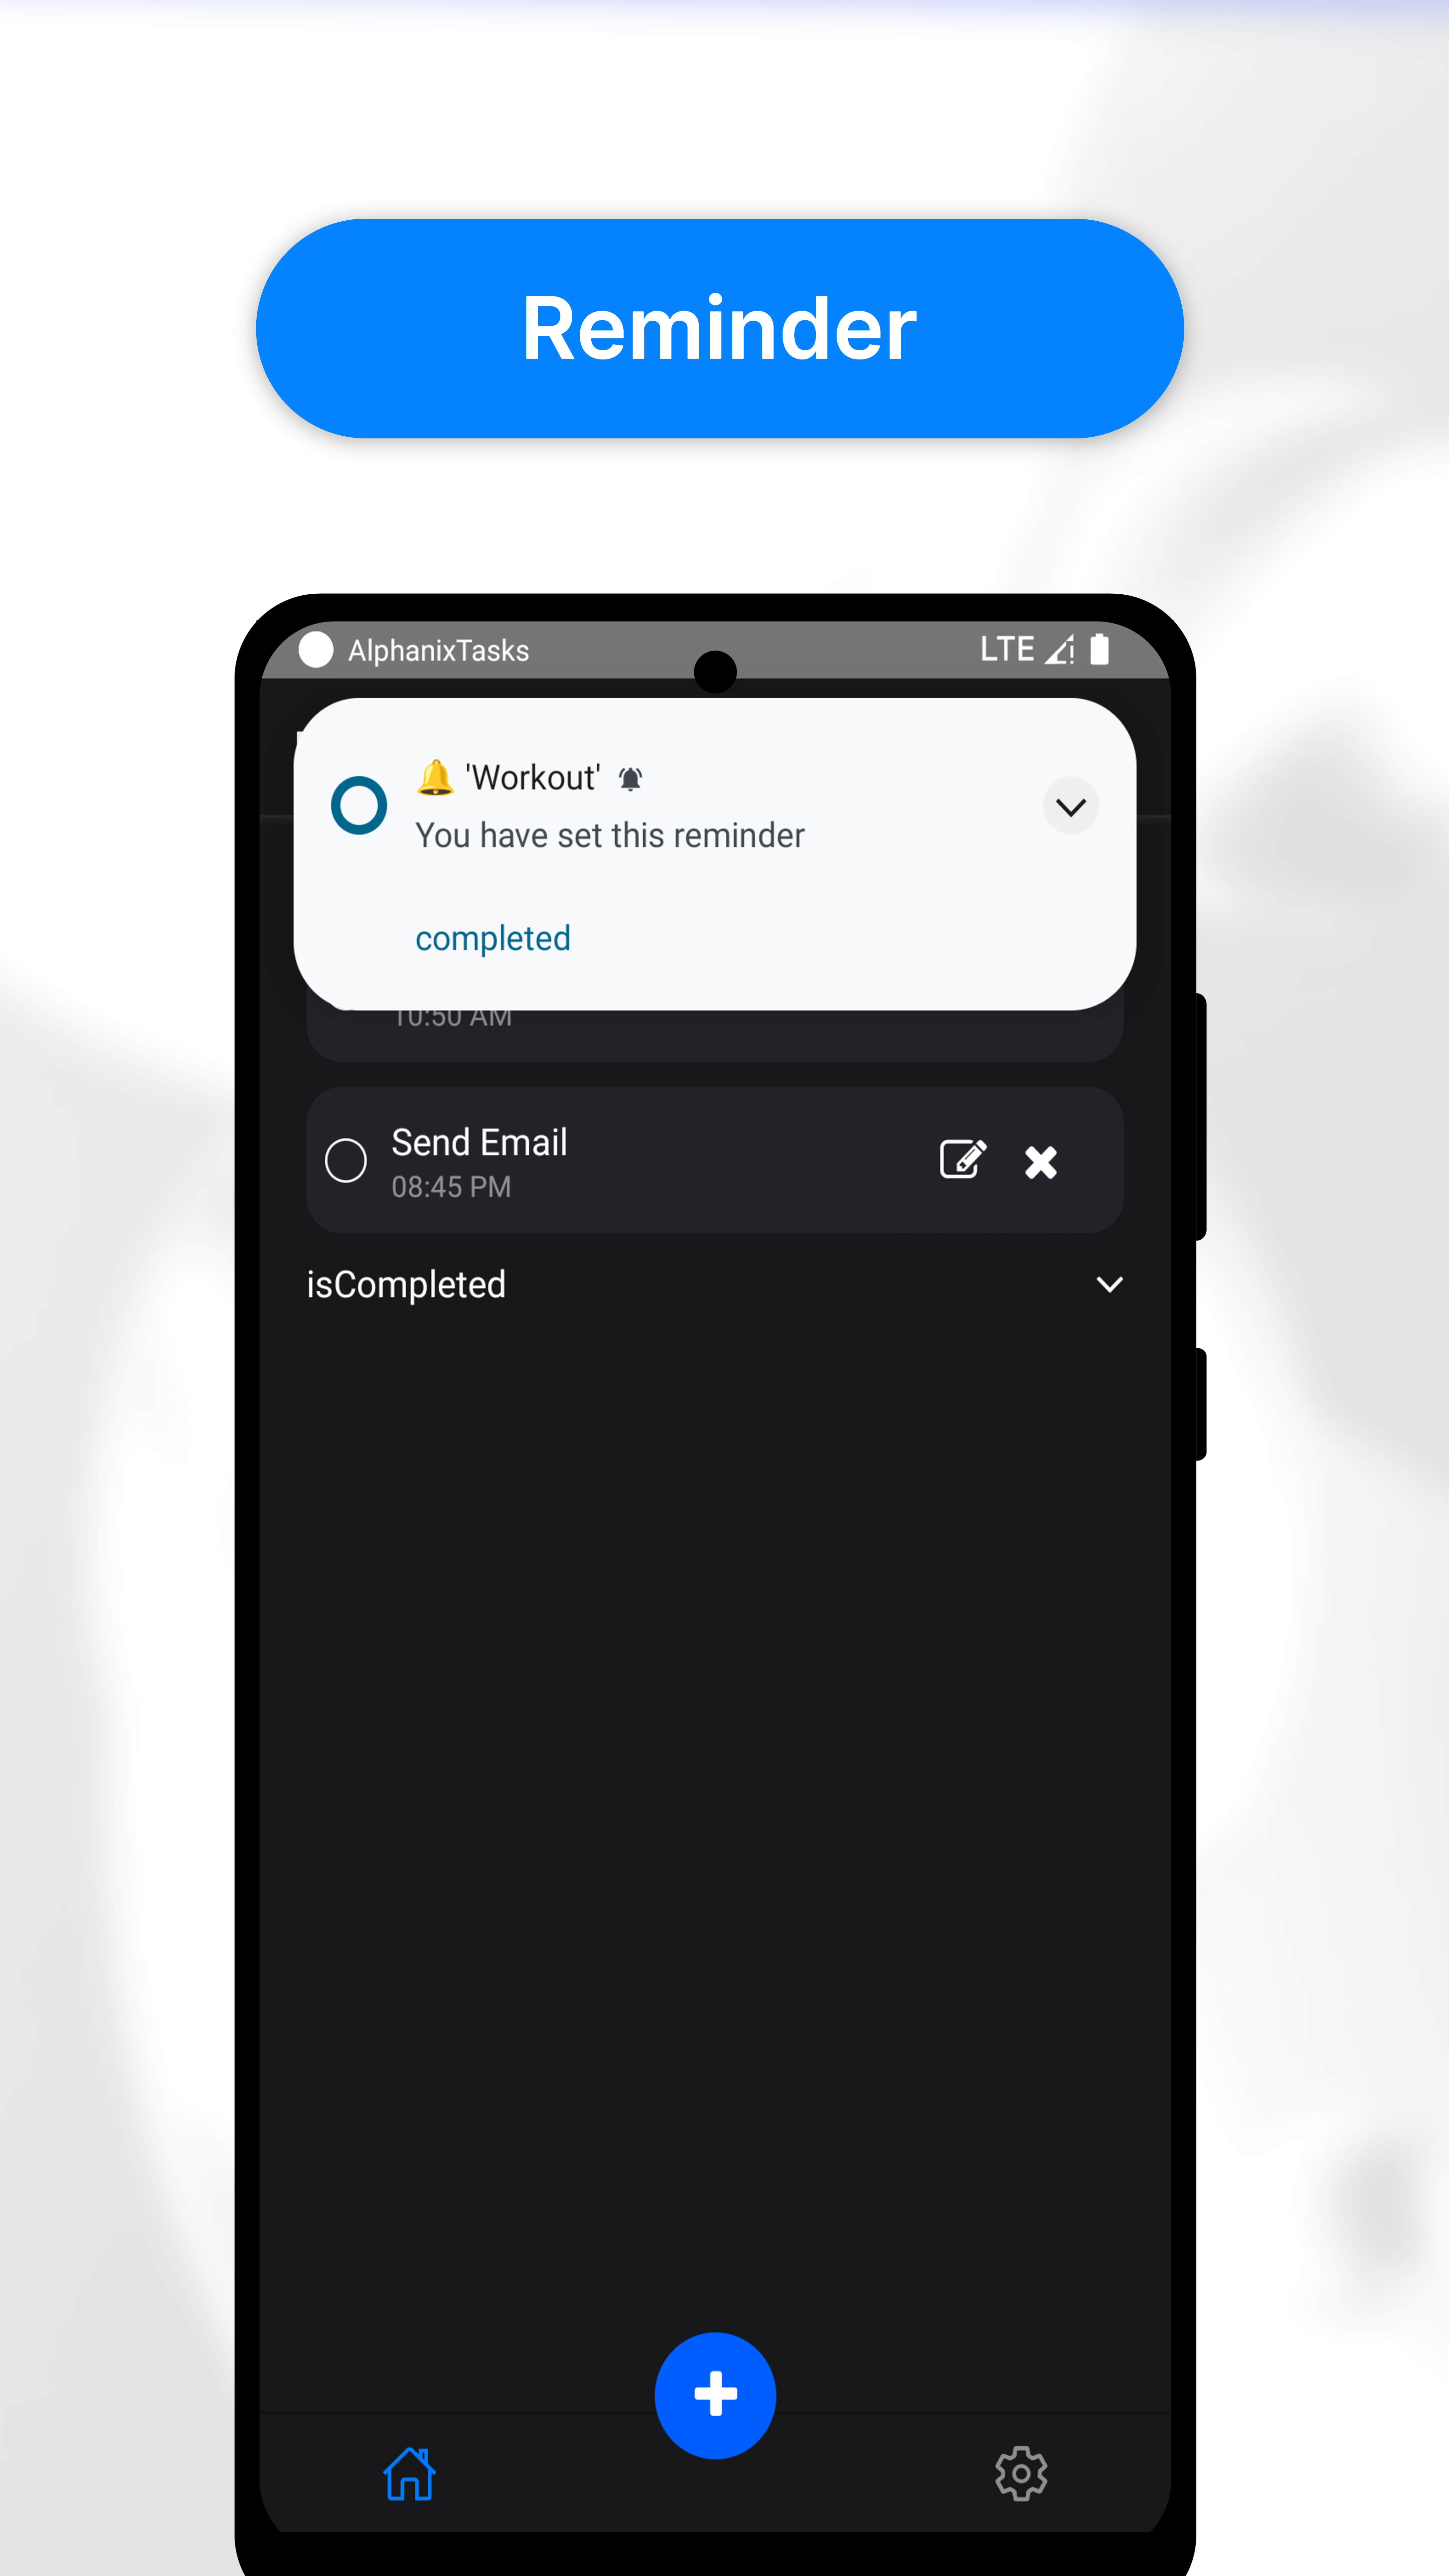 Reminder
AlphanixTasks LTE
🔔 'Workout'
You have set this reminder
completed
10:50 AM
Send Email
08:45 PM
isCompleted